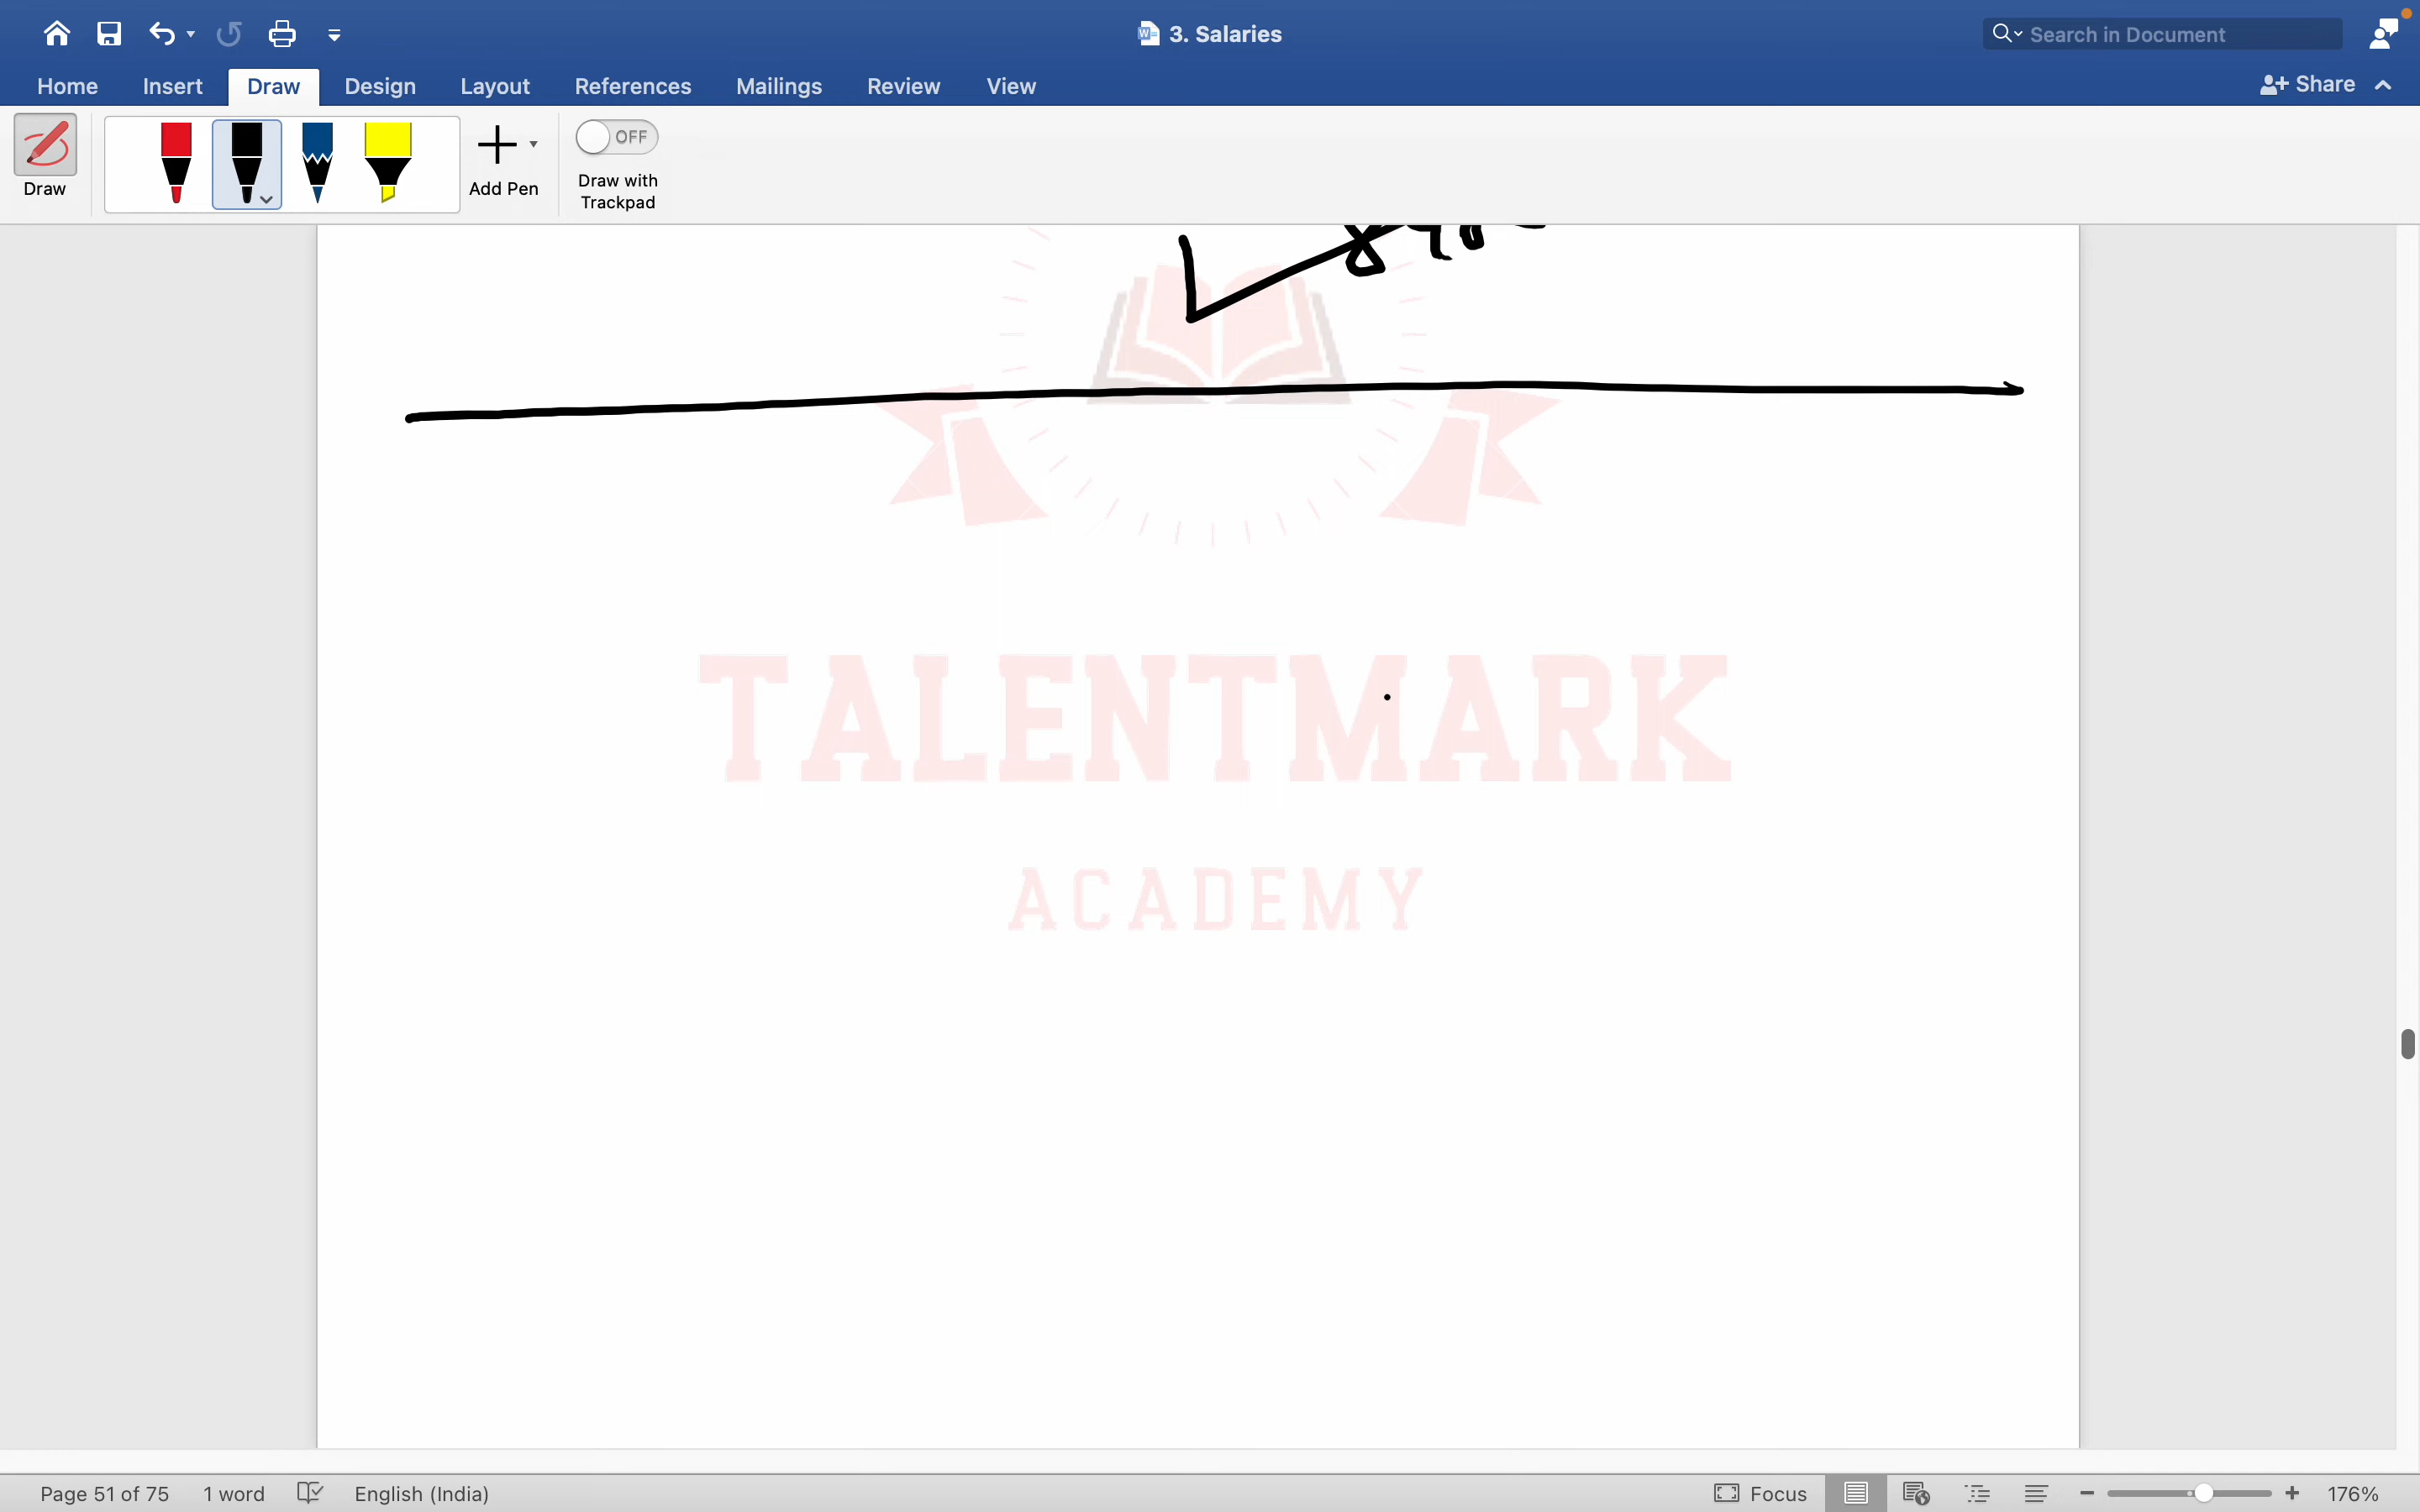 3. Salaries
Search in Document
Home Insert Draw Design Layout References Mailings Review View
Share
OFF
Draw
Add Pen
Draw with
Trackpad
TALENTMARK
ACADEMY
Page 51 of 75 1 word English (India) Focus 176%